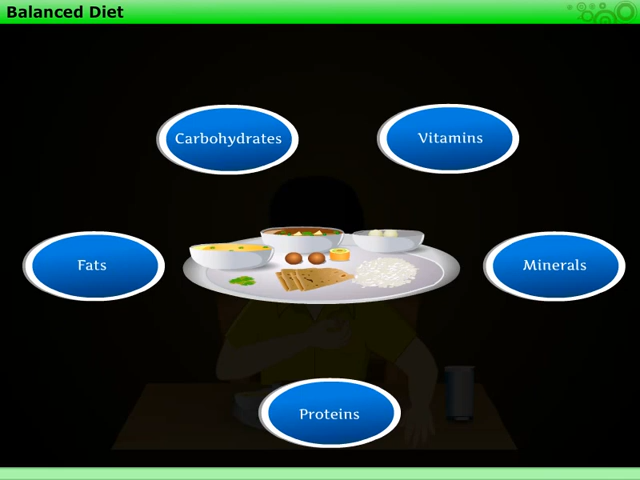 Balanced Diet
Carbohydrates
Vitamins
Fats
Minerals
Proteins